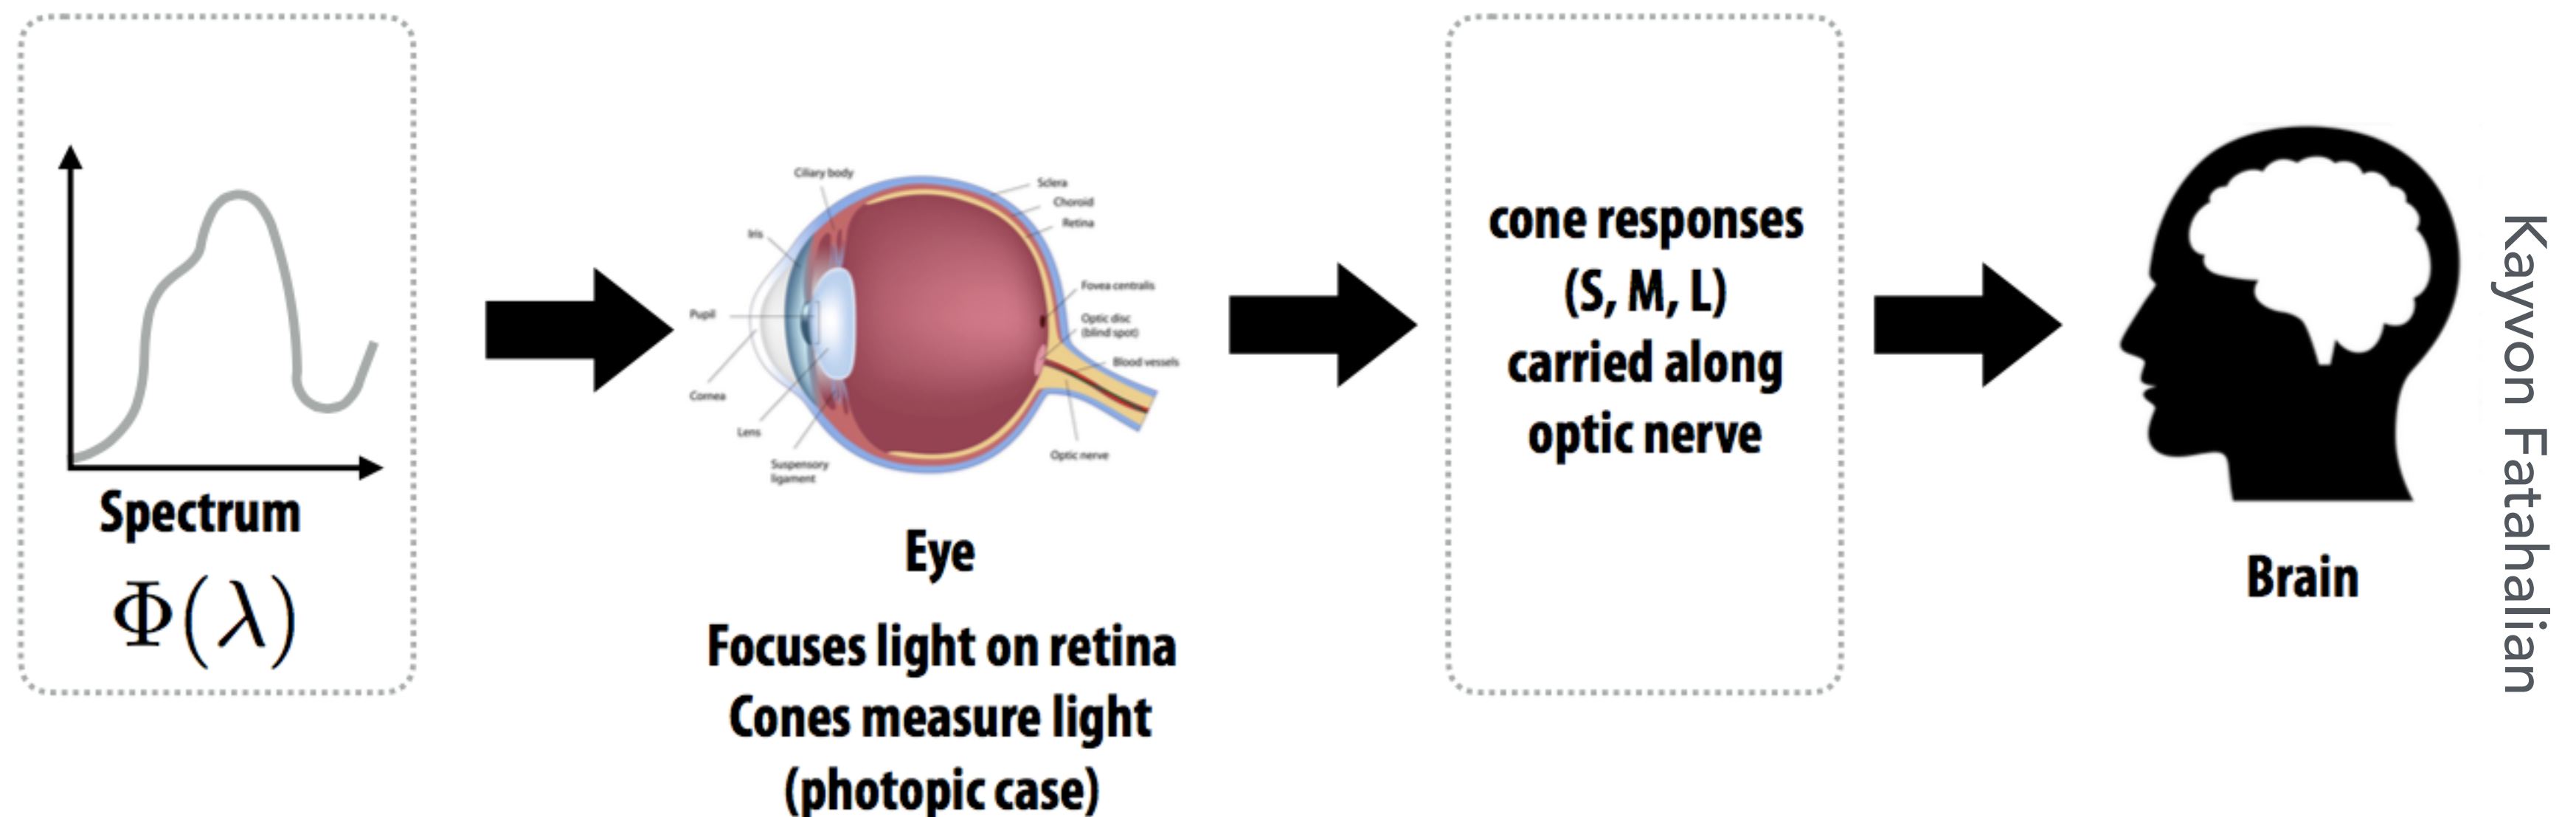 Spectrum
Φ(λ)
Ciliary body
Iris
Pupil
Cornea
Lens
Suspensory
ligament
Sclera
Choroid
Retina
Fovea centralis
Optic disc
(blind spot)
Blood vessels
Optic nerve
Eye
Focuses light on retina
Cones measure light
(photopic case)
cone responses
(S, M, L)
carried along
optic nerve
Brain
Kayvon Fatahalian